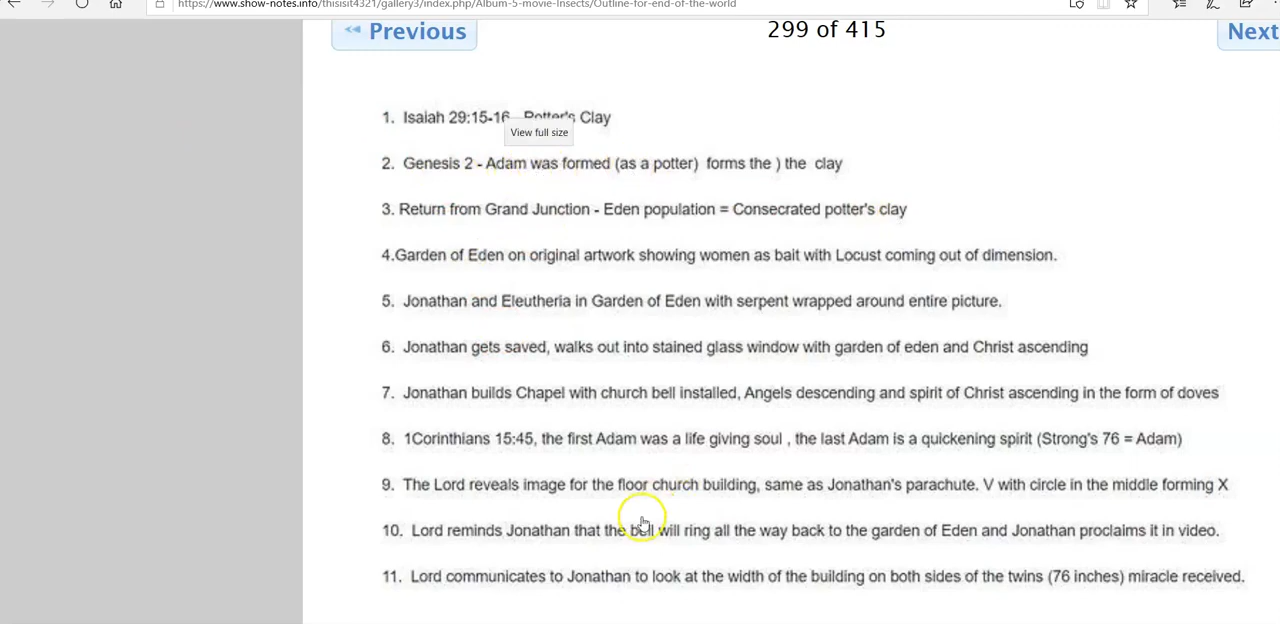 https://www.show-notes.info/thisisit4321/gallery3/index.php/Album-5-movie-Insects/Outline-for-end-of-the-world
Previous
299 of 415
Next
1. Isaiah 29:15-16 - Potter's Clay
View full size
2. Genesis 2 - Adam was formed (as a potter) forms the ) the clay
3. Return from Grand Junction - Eden population = Consecrated potter's clay
4.Garden of Eden on original artwork showing women as bait with Locust coming out of dimension.
5. Jonathan and Eleutheria in Garden of Eden with serpent wrapped around entire picture.
6. Jonathan gets saved, walks out into stained glass window with garden of eden and Christ ascending
7. Jonathan builds Chapel with church bell installed, Angels descending and spirit of Christ ascending in the form of doves
8. 1Corinthians 15:45, the first Adam was a life giving soul , the last Adam is a quickening spirit (Strong's 76 = Adam)
9. The Lord reveals image for the floor church building, same as Jonathan's parachute. V with circle in the middle forming X
10. Lord reminds Jonathan that the bell will ring all the way back to the garden of Eden and Jonathan proclaims it in video.
11. Lord communicates to Jonathan to look at the width of the building on both sides of the twins (76 inches) miracle received.